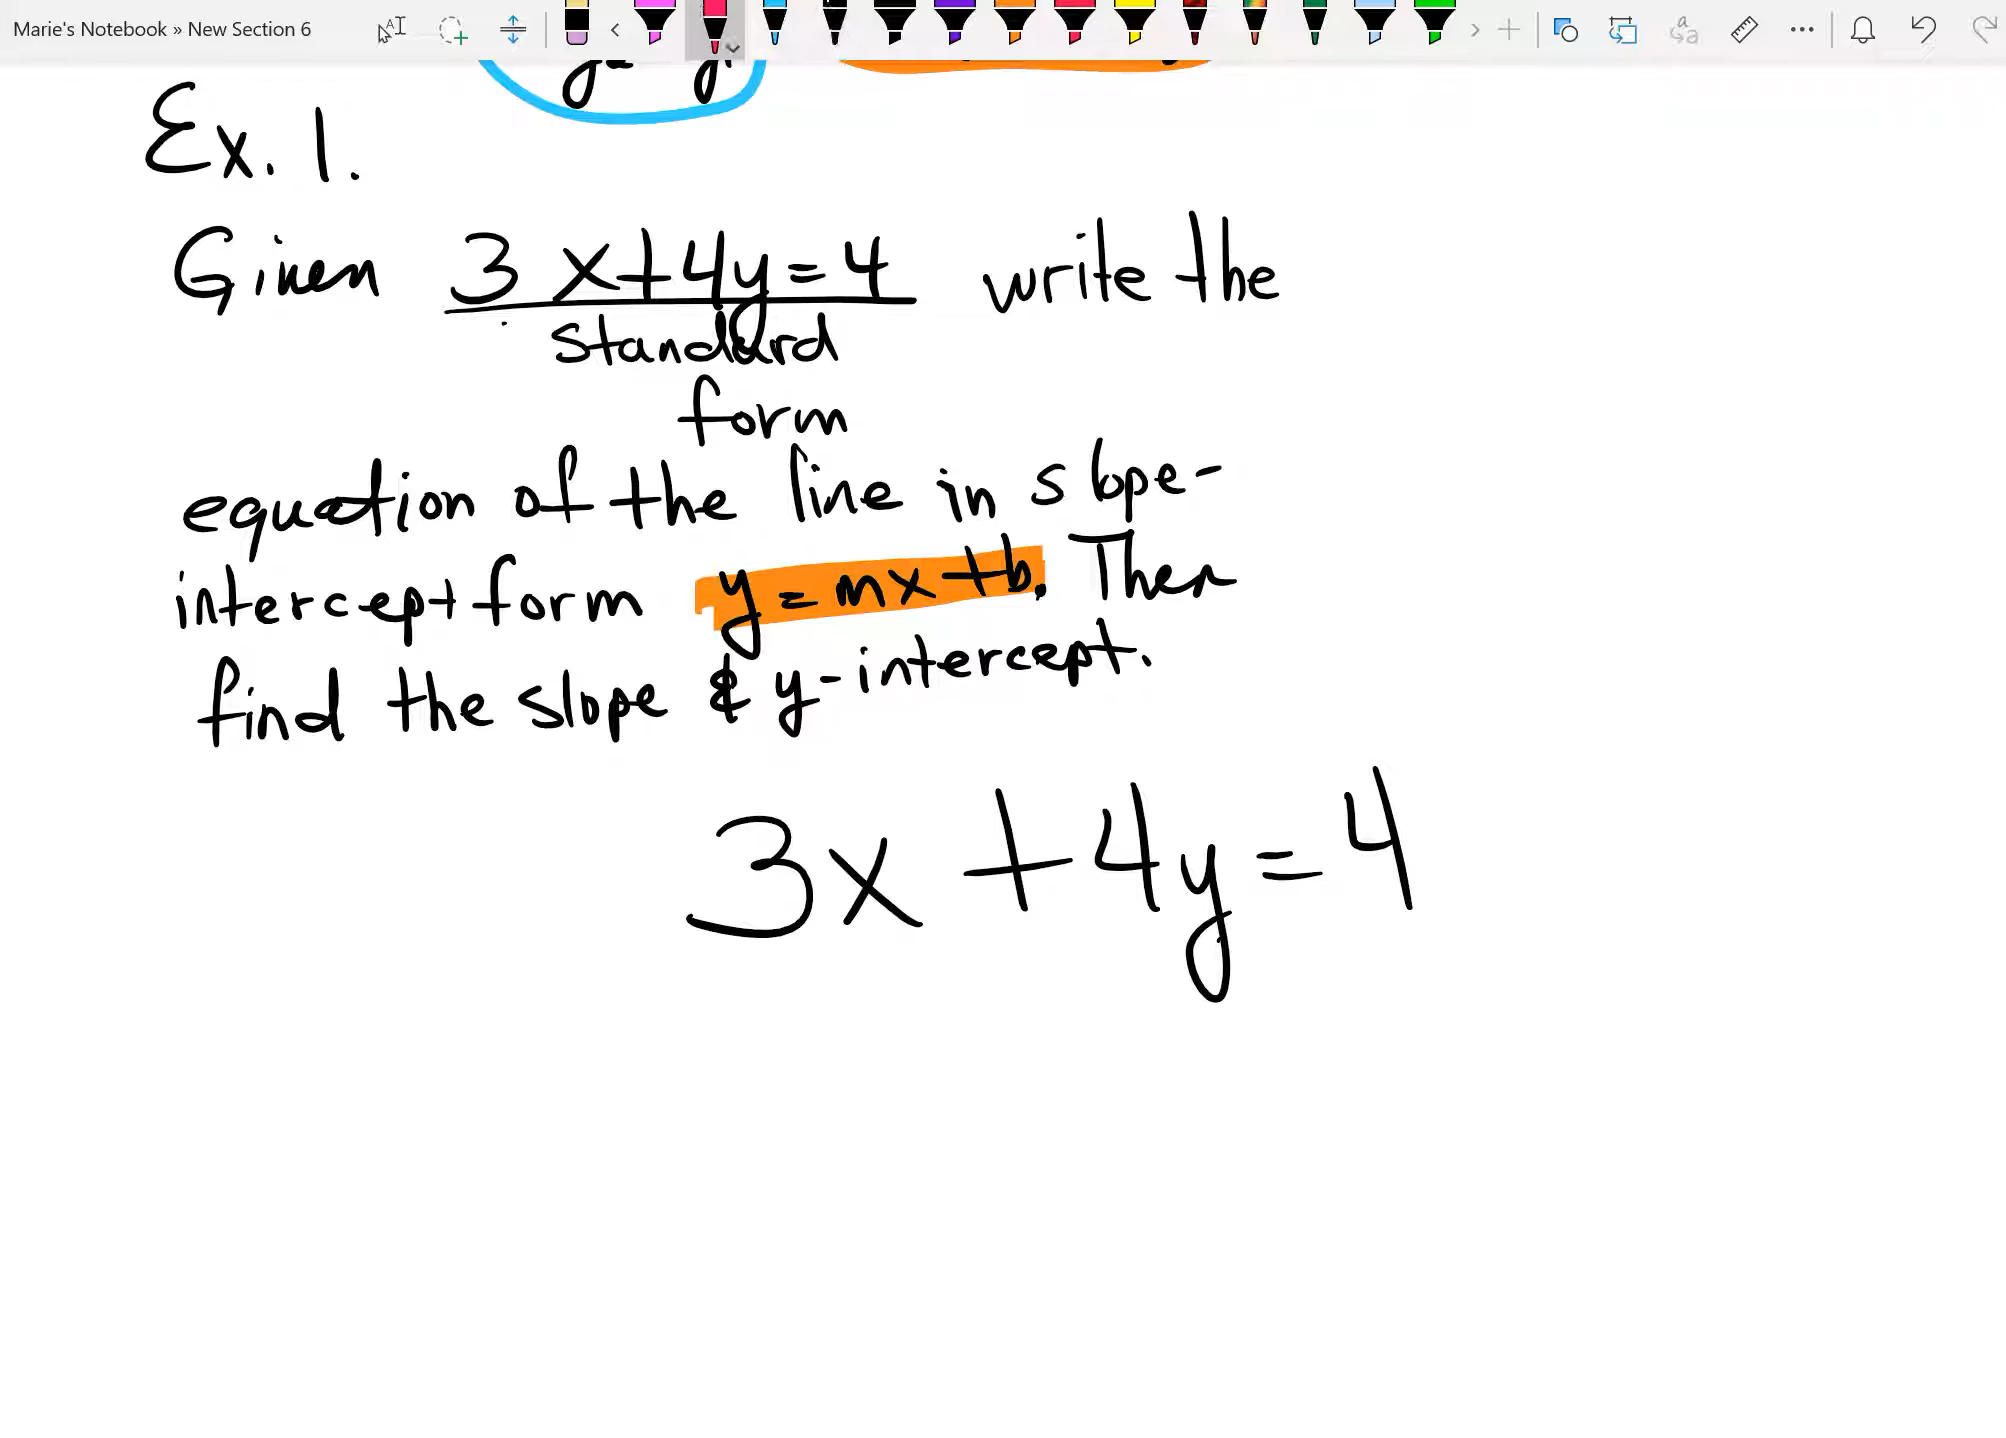 Marie's Notebook » New Section 6
Ex. 1.
Given 3x+4y=4 write the
standard
form
equation of the line in slope-
intercept form y=mx+b. Then
find the slope & y-intercept.
3x+4y=4